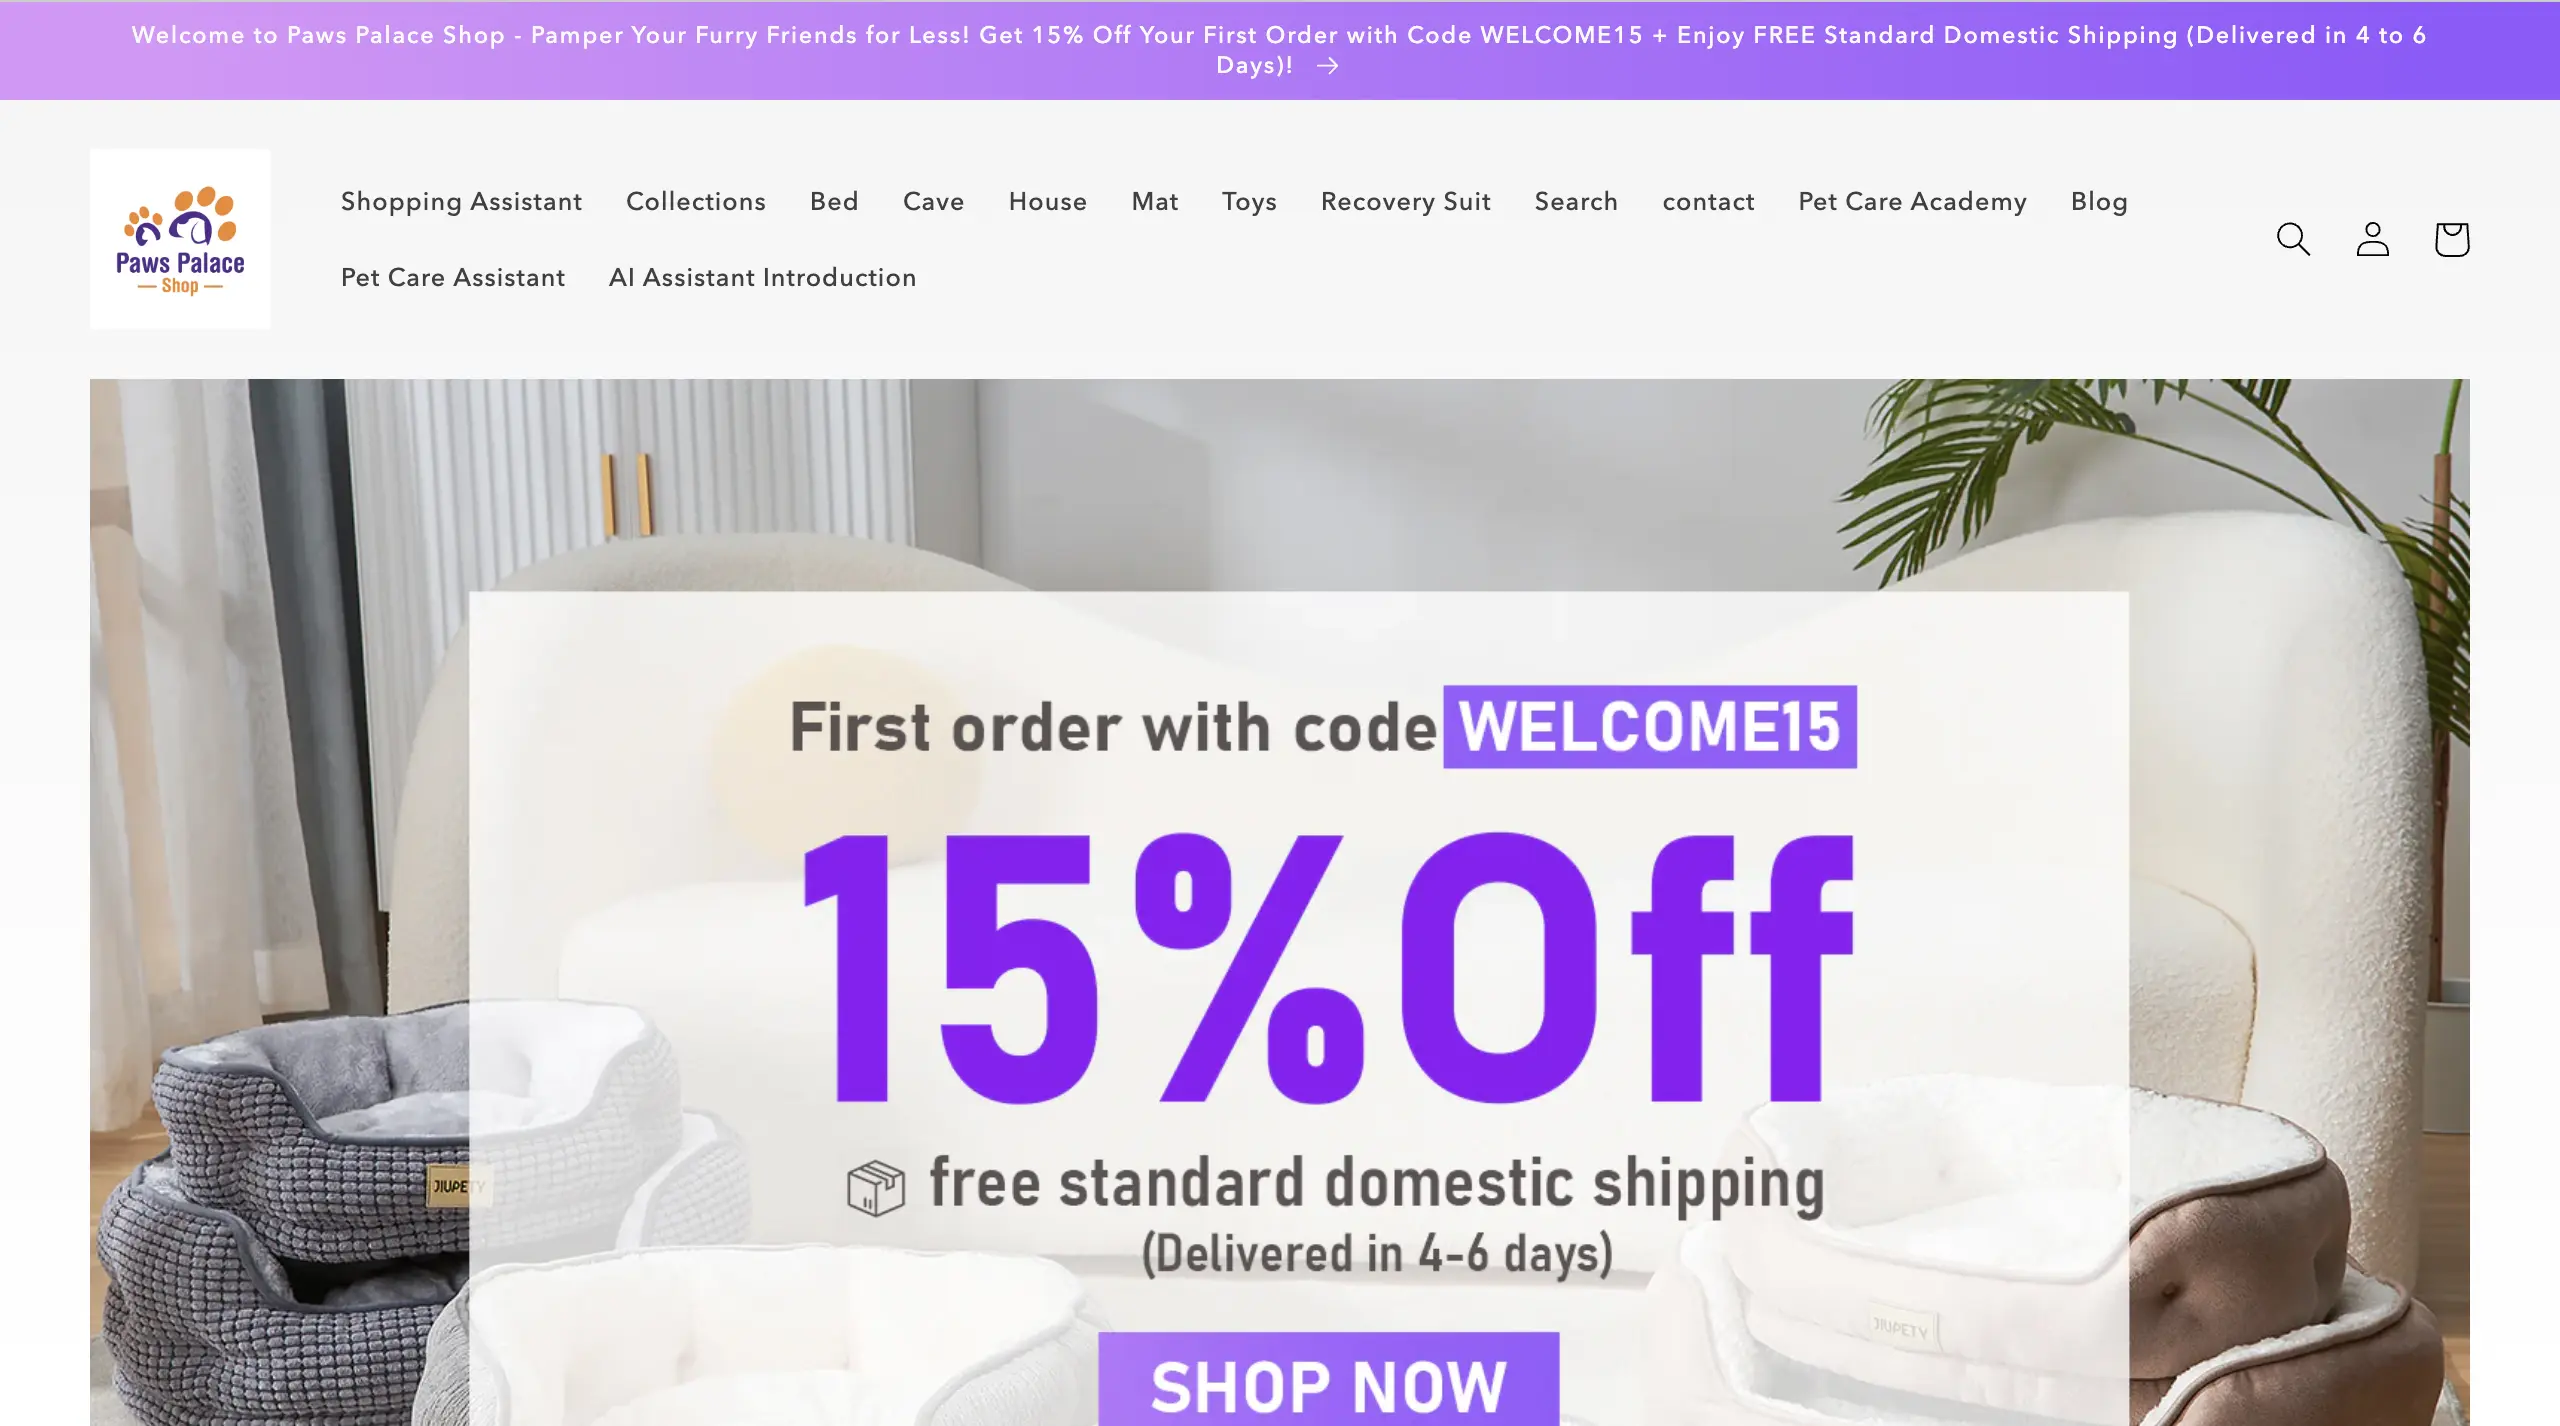 Welcome to Paws Palace Shop - Pamper Your Furry Friends for Less! Get 15% Off Your First Order with Code WELCOME15 + Enjoy FREE Standard Domestic Shipping (Delivered in 4 to 6
Days)! →
Paws Palace
Shop
Shopping Assistant Collections Bed Cave House Mat Toys Recovery Suit Search contact Pet Care Academy Blog
Pet Care Assistant AI Assistant Introduction
First order with code WELCOME15
15%Off
free standard domestic shipping
(Delivered in 4-6 days)
SHOP NOW
JIUPETY
JIUPETY